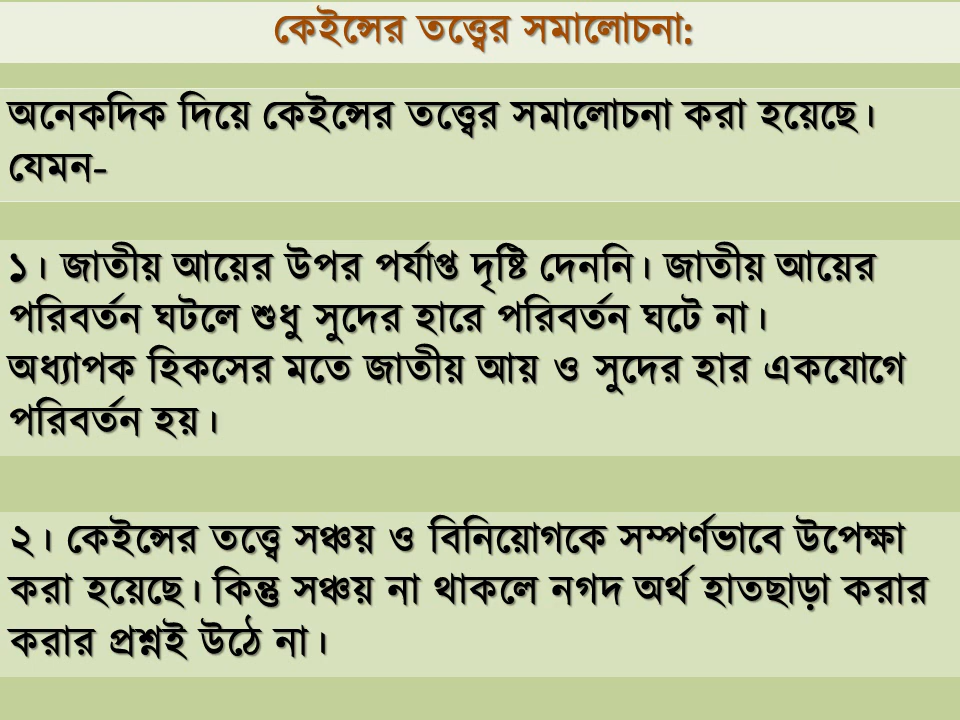 কেইন্সের তত্ত্বের সমালোচনা:
অনেকদিক দিয়ে কেইন্সের তত্ত্বের সমালোচনা করা হয়েছে।
যেমন-
১। জাতীয় আয়ের উপর পর্যাপ্ত দৃষ্টি দেননি। জাতীয় আয়ের
পরিবর্তন ঘটলে শুধু সুদের হারে পরিবর্তন ঘটে না।
অধ্যাপক হিকসের মতে জাতীয় আয় ও সুদের হার একযোগে
পরিবর্তন হয়।
২। কেইন্সের তত্ত্বে সঞ্চয় ও বিনিয়োগকে সম্পর্ণভাবে উপেক্ষা
করা হয়েছে। কিন্তু সঞ্চয় না থাকলে নগদ অর্থ হাতছাড়া করার
করার প্রশ্নই উঠে না।